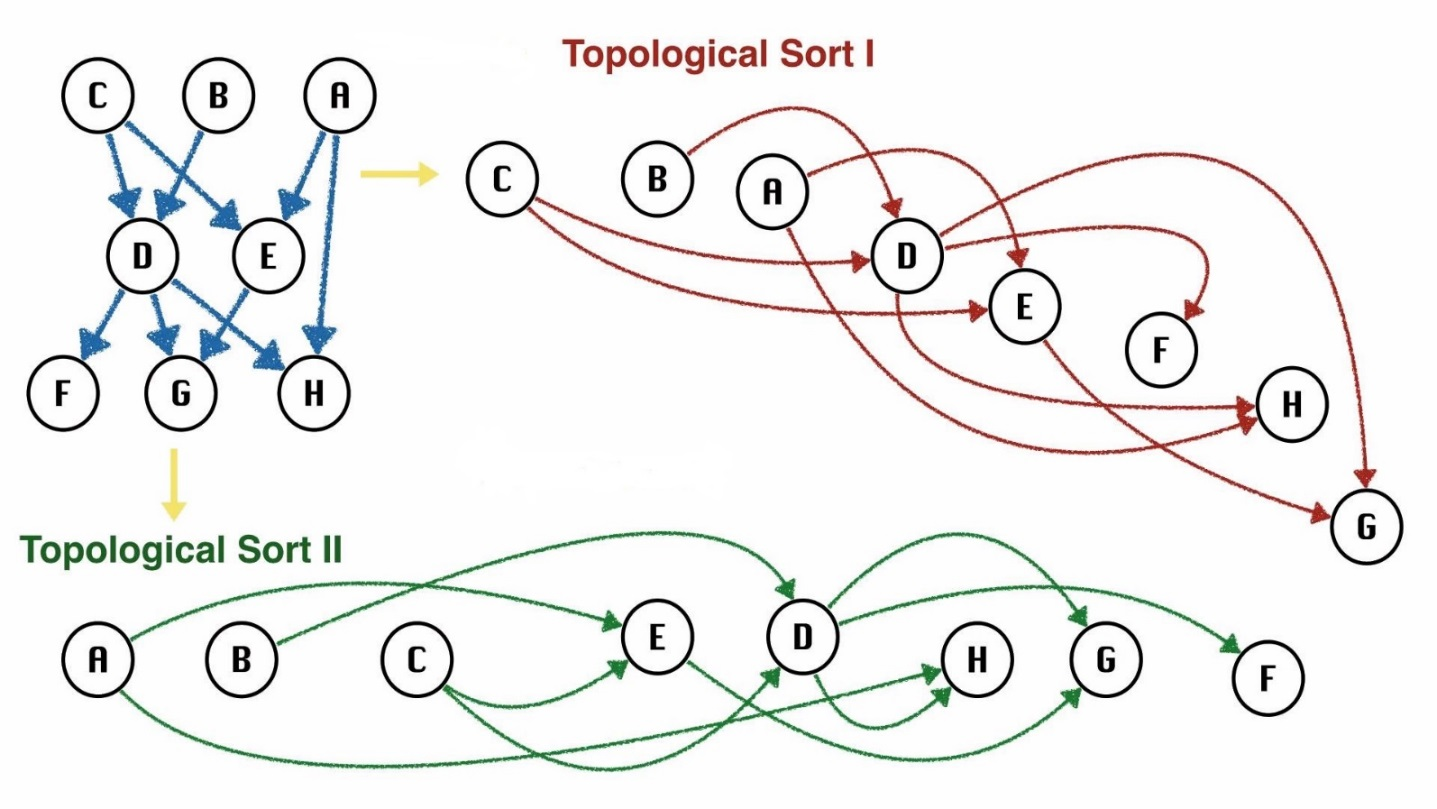 Topological Sort I
C B A
D E
F G H
C B A D E F H G
Topological Sort II
A B C E D H G F